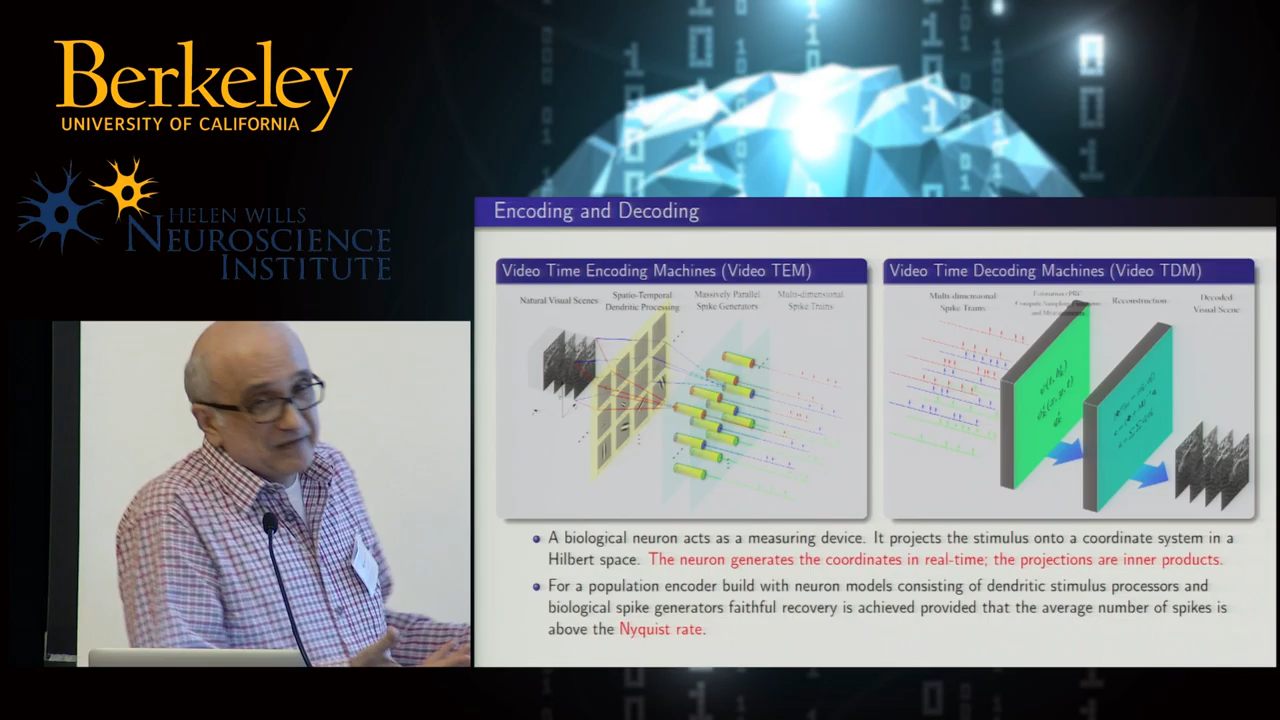 Berkeley
UNIVERSITY OF CALIFORNIA
HELEN WILLS
NEUROSCIENCE
INSTITUTE
Encoding and Decoding
Video Time Encoding Machines (Video TEM)
Natural Visual Scenes
Spatio-Temporal
Dendritic Processing
Massively Parallel
Spike Generators
Multi-dimensional
Spike Trains
Video Time Decoding Machines (Video TDM)
Multi-dimensional
Spike Trains
Reconstruction
Decoded
Visual Scene
A biological neuron acts as a measuring device. It projects the stimulus onto a coordinate system in a
Hilbert space. The neuron generates the coordinates in real-time; the projections are inner products.
For a population encoder build with neuron models consisting of dendritic stimulus processors and
biological spike generators faithful recovery is achieved provided that the average number of spikes is
above the Nyquist rate.